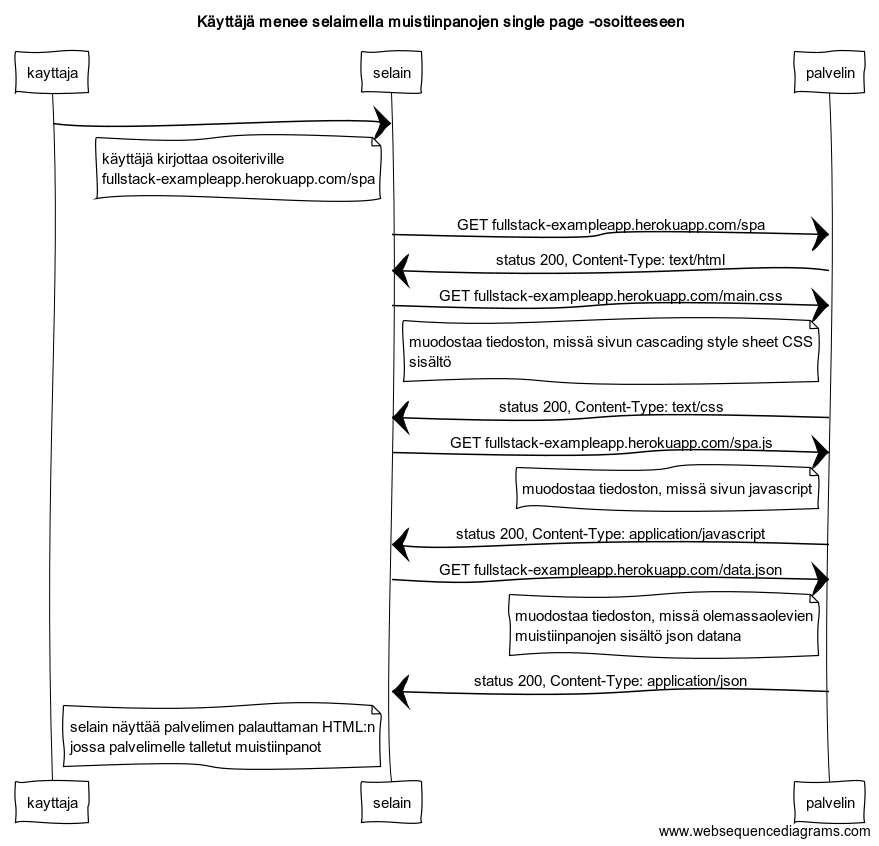 Käyttäjä menee selaimella muistiinpanojen single page -osoitteeseen
kayttaja
selain
palvelin
käyttäjä kirjottaa osoiteriville
fullstack-exampleapp.herokuapp.com/spa
GET fullstack-exampleapp.herokuapp.com/spa
status 200, Content-Type: text/html
GET fullstack-exampleapp.herokuapp.com/main.css
muodostaa tiedoston, missä sivun cascading style sheet CSS
sisältö
status 200, Content-Type: text/css
GET fullstack-exampleapp.herokuapp.com/spa.js
muodostaa tiedoston, missä sivun javascript
status 200, Content-Type: application/javascript
GET fullstack-exampleapp.herokuapp.com/data.json
muodostaa tiedoston, missä olemassaolevien
muistiinpanojen sisältö json datana
status 200, Content-Type: application/json
selain näyttää palvelimen palauttaman HTML:n
jossa palvelimelle talletut muistiinpanot
kayttaja
selain
palvelin
www.websequencediagrams.com